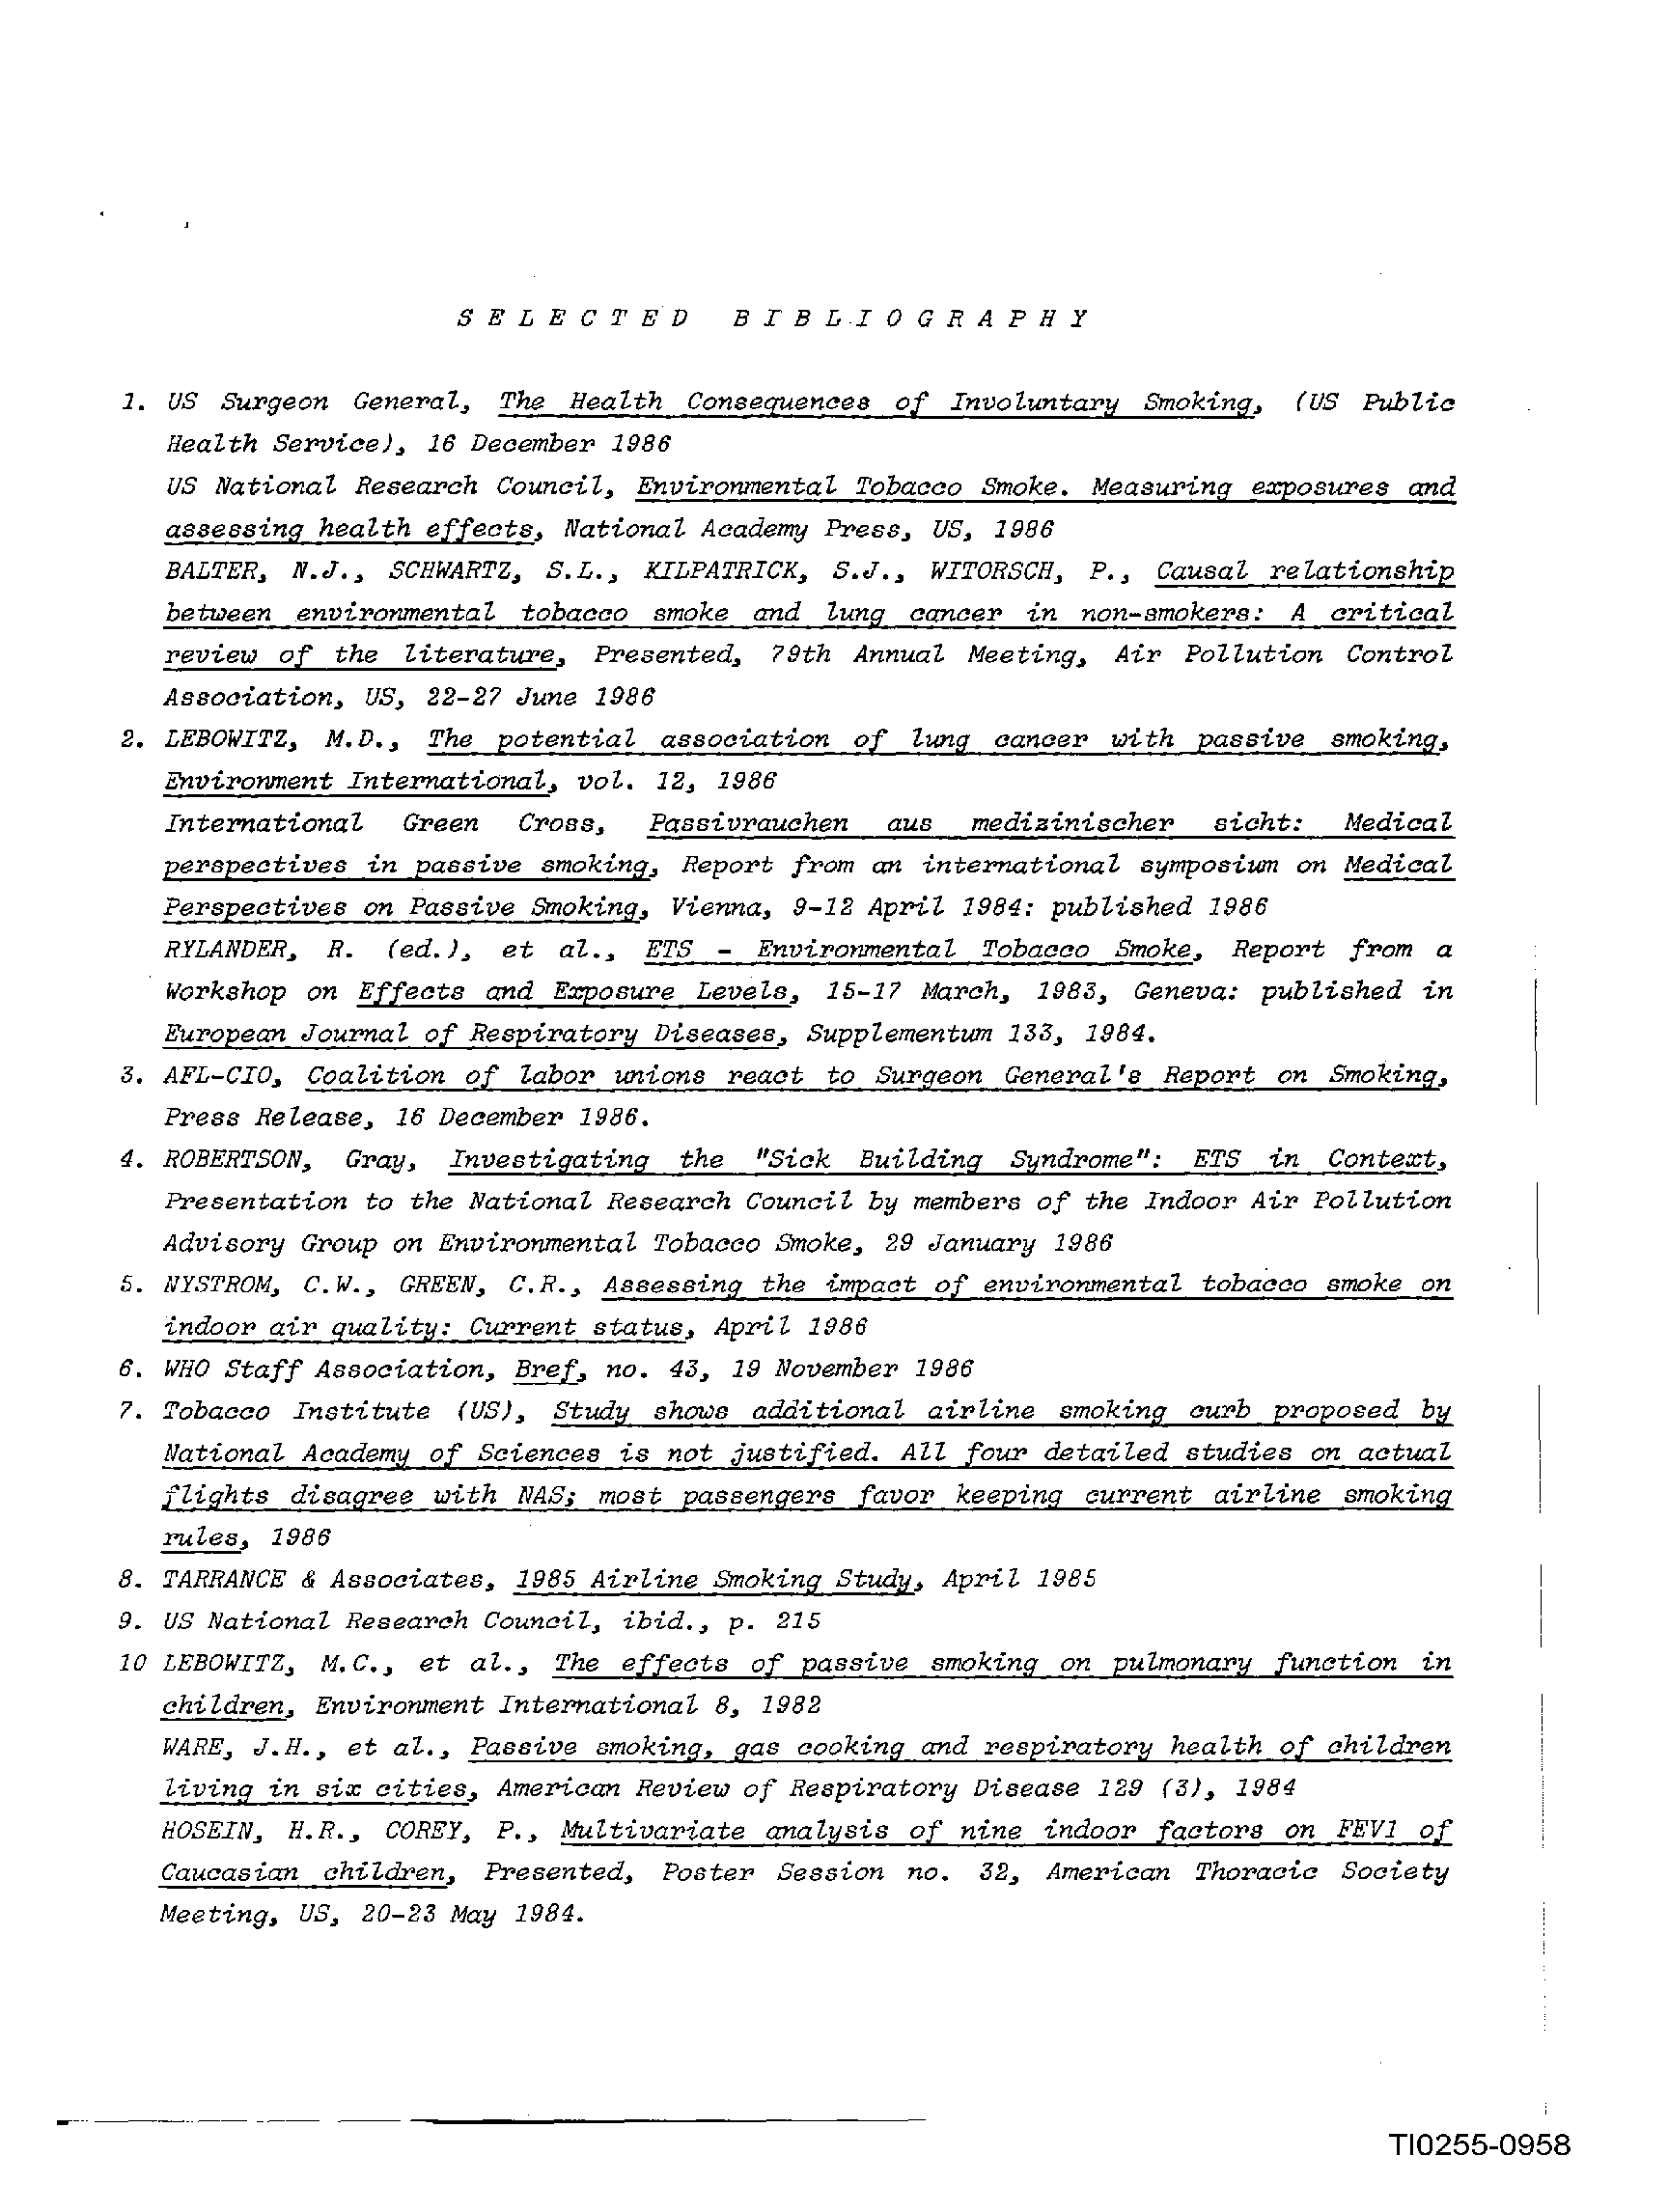 SELECTED BIBLIOGRAPHY
1. US Surgeon General, The Health Consequences of Involuntary Smoking, (US Public
Health Service), 16 December 1986
US National Research Council, Environmental Tobacco Smoke. Measuring exposures and
assessing health effects, National Academy Press, US, 1986
BALTER, N.J., SCHWARTZ, S.L., KILPATRICK, S.J., WITORSCH, P., Causal relationship
between environmental tobacco smoke and lung cancer in non-smokers: A critical
review of the literature, Presented, 79th Annual Meeting, Air Pollution Control
Association, US, 22-27 June 1986
2. LEBOWITZ, M.D., The potential association of lung cancer with passive smoking,
Environment International, vol. 12, 1986
International Green Cross, Passivrauchen aus medizinischer sicht: Medical
perspectives in passive smoking, Report from an international symposium on Medical
Perspectives on Passive Smoking, Vienna, 9-12 April 1984: published 1986
RYLANDER, R. (ed.), et al., ETS - Environmental Tobacco Smoke, Report from a
Workshop on Effects and Exposure Levels, 15-17 March, 1983, Geneva: published in
European Journal of Respiratory Diseases, Supplementum 133, 1984.
3. AFL-CIO, Coalition of labor unions react to Surgeon General's Report on Smoking,
Press Release, 16 December 1986.
4. ROBERTSON, Gray, Investigating the "Sick Building Syndrome": ETS in Context,
Presentation to the National Research Council by members of the Indoor Air Pollution
Advisory Group on Environmental Tobacco Smoke, 29 January 1986
5. NYSTROM, C.W., GREEN, C.R., Assessing the impact of environmental tobacco smoke on
indoor air quality: Current status, April 1986
6. WHO Staff Association, Bref, no. 43, 19 November 1986
7. Tobacco Institute (US), Study shows additional airline smoking curb proposed by
National Academy of Sciences is not justified. All four detailed studies on actual
flights disagree with NAS; most passengers favor keeping current airline smoking
rules, 1986
8. TARRANCE & Associates, 1985 Airline Smoking Study, April 1985
9. US National Research Council, ibid., p. 215
10 LEBOWITZ, M.C., et al., The effects of passive smoking on pulmonary function in
children, Environment International 8, 1982
WARE, J.H., et al., Passive smoking, gas cooking and respiratory health of children
living in six cities, American Review of Respiratory Disease 129 (3), 1984
HOSEIN, H.R., COREY, P., Multivariate analysis of nine indoor factors on FEV1 of
Caucasian children, Presented, Poster Session no. 32, American Thoracic Society
Meeting, US, 20-23 May 1984.
TI0255-0958